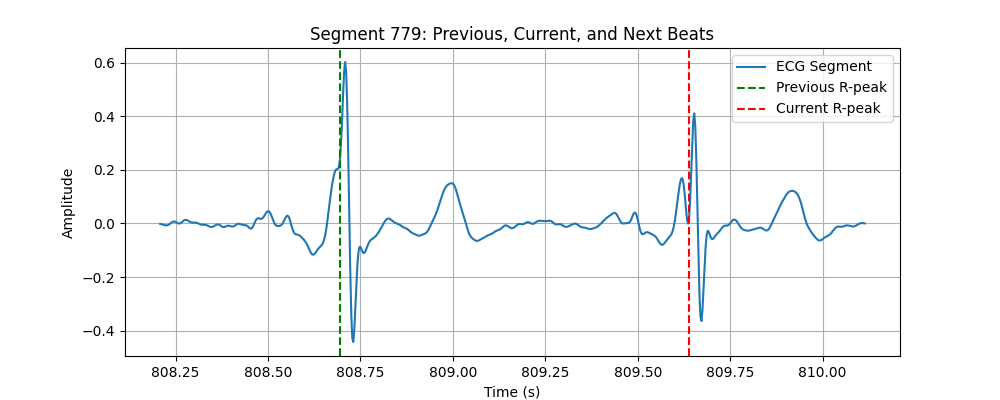 Segment 779: Previous, Current, and Next Beats
ECG Segment
Previous R-peak
Current R-peak
Amplitude
0.6
0.4
0.2
0.0
−0.2
−0.4
808.25 808.50 808.75 809.00 809.25 809.50 809.75 810.00
Time (s)